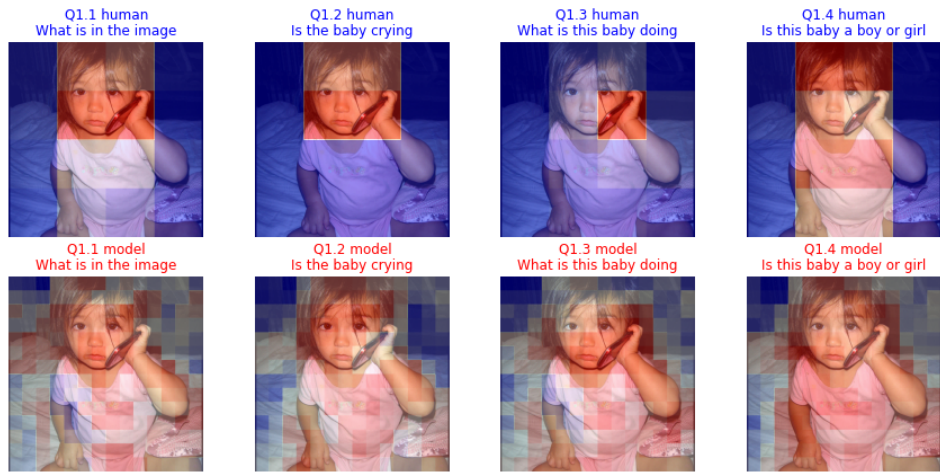 Q1.1 human
What is in the image
Q1.2 human
Is the baby crying
Q1.3 human
What is this baby doing
Q1.4 human
Is this baby a boy or girl
Q1.1 model
What is in the image
Q1.2 model
Is the baby crying
Q1.3 model
What is this baby doing
Q1.4 model
Is this baby a boy or girl